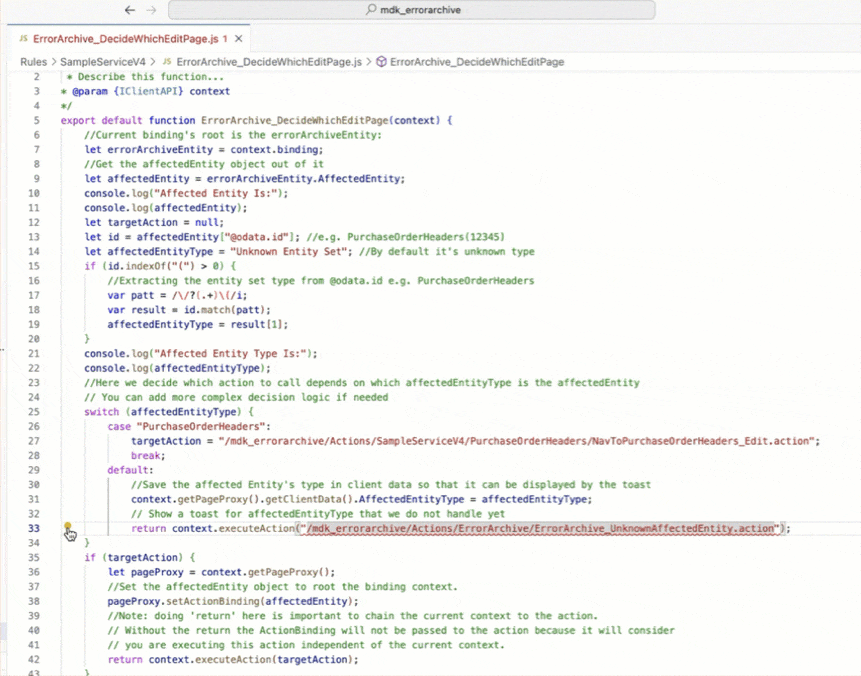 mdk_errorarchive
JS ErrorArchive_DecideWhichEditPage.js 1
Rules > SampleServiceV4 > JS ErrorArchive_DecideWhichEditPage.js > ErrorArchive_DecideWhichEditPage
2 * Describe this function...
3 * @param {IClientAPI} context
4 */
5 export default function ErrorArchive_DecideWhichEditPage(context) {
6 //Current binding's root is the errorArchiveEntity:
7 let errorArchiveEntity = context.binding;
8 //Get the affectedEntity object out of it
9 let affectedEntity = errorArchiveEntity.AffectedEntity;
10 console.log("Affected Entity Is:");
11 console.log(affectedEntity);
12 let targetAction = null;
13 let id = affectedEntity["@odata.id"]; //e.g. PurchaseOrderHeaders(12345)
14 let affectedEntityType = "Unknown Entity Set"; //By default it's unknown type
15 if (id.indexOf("(") > 0) {
16 //Extracting the entity set type from @odata.id e.g. PurchaseOrderHeaders
17 var patt = /\/?(.+)\(/i;
18 var result = id.match(patt);
19 affectedEntityType = result[1];
20 }
21 console.log("Affected Entity Type Is:");
22 console.log(affectedEntityType);
23 //Here we decide which action to call depends on which affectedEntityType is the affectedEntity
24 // You can add more complex decision logic if needed
25 switch (affectedEntityType) {
26 case "PurchaseOrderHeaders":
27 targetAction = "/mdk_errorarchive/Actions/SampleServiceV4/PurchaseOrderHeaders/NavToPurchaseOrderHeaders_Edit.action";
28 break;
29 default:
30 //Save the affected Entity's type in client data so that it can be displayed by the toast
31 context.getPageProxy().getClientData().AffectedEntityType = affectedEntityType;
32 // Show a toast for affectedEntityType that we do not handle yet
33 return context.executeAction("/mdk_errorarchive/Actions/ErrorArchive/ErrorArchive_UnknownAffectedEntity.action");
34 }
35 if (targetAction) {
36 let pageProxy = context.getPageProxy();
37 //Set the affectedEntity object to root the binding context.
38 pageProxy.setActionBinding(affectedEntity);
39 //Note: doing 'return' here is important to chain the current context to the action.
40 // Without the return the ActionBinding will not be passed to the action because it will consider
41 // you are executing this action independent of the current context.
42 return context.executeAction(targetAction);
43 }